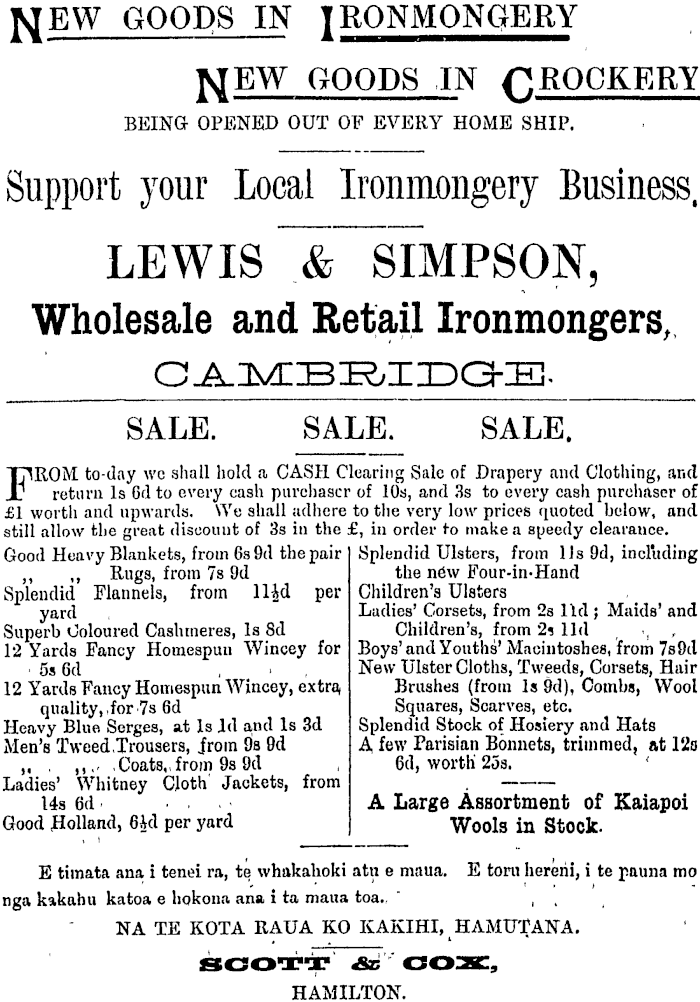 NEW GOODS IN IRONMONGERY
NEW GOODS IN CROCKERY
BEING OPENED OUT OF EVERY HOME SHIP.
Support your Local Ironmongery Business.
LEWIS & SIMPSON,
Wholesale and Retail Ironmongers,
CAMBRIDGE.
SALE. SALE. SALE.
FROM to-day we shall hold a CASH Clearing Sale of Drapery and Clothing, and
return 1s 6d to every cash purchaser of 10s, and 3s to every cash purchaser of
£1 worth and upwards. We shall adhere to the very low prices quoted below, and
still allow the great discount of 3s in the £, in order to make a speedy clearance.
Good Heavy Blankets, from 6s 9d the pair
„ „ Rugs, from 7s 9d
Splendid Flannels, from 11½d per
yard
Superb Coloured Cashmeres, 1s 8d
12 Yards Fancy Homespun Wincey for
5s 6d
12 Yards Fancy Homespun Wincey, extra
quality, for 7s 6d
Heavy Blue Serges, at 1s 1d and 1s 3d
Men's Tweed Trousers, from 9s 9d
„ „ Coats, from 9s 9d
Ladies' Whitney Cloth Jackets, from
14s 6d
Good Holland, 6½d per yard
Splendid Ulsters, from 11s 9d, including
the new Four-in-Hand
Children's Ulsters
Ladies' Corsets, from 2s 11d ; Maids' and
Children's, from 2s 11d
Boys' and Youths' Macintoshes, from 7s9d
New Ulster Cloths, Tweeds, Corsets, Hair
Brushes (from 1s 9d), Combs, Wool
Squares, Scarves, etc.
Splendid Stock of Hosiery and Hats
A few Parisian Bonnets, trimmed, at 12s
6d, worth 25s.
A Large Assortment of Kaiapoi
Wools in Stock.
E timata ana i tenei ra, te whakahoki atu e maua. E toru hereni, i te pauna mo
nga kakahu katoa e hokona ana i ta maua toa.
NA TE KOTA RAUA KO KAKIHI, HAMUTANA.
SCOTT & COX,
HAMILTON.